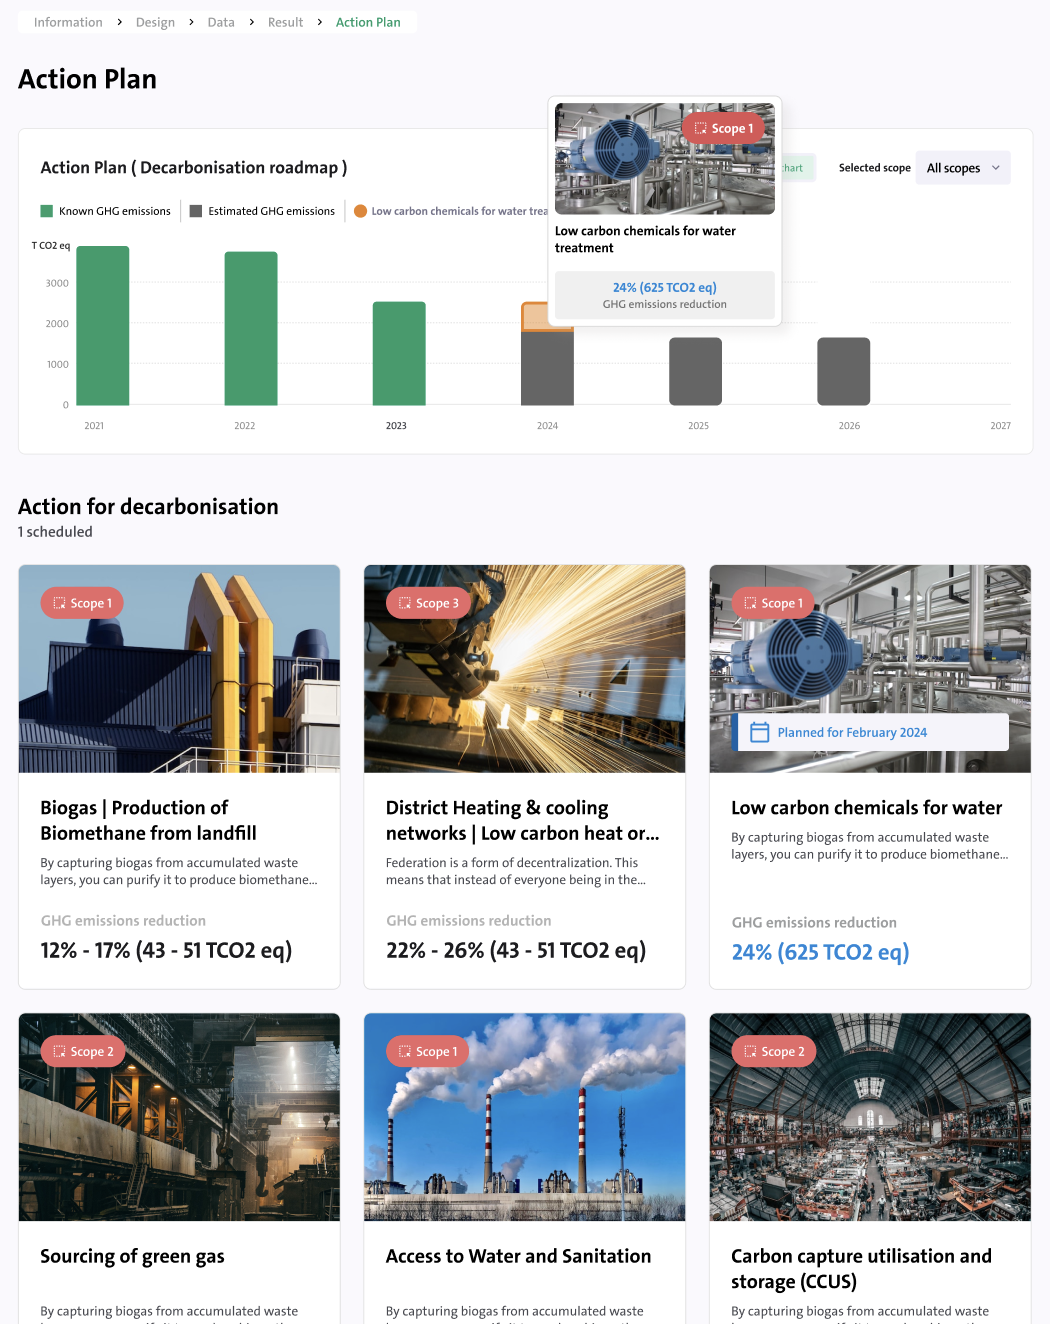 Information > Design > Data > Result > Action Plan
Action Plan
Action Plan ( Decarbonisation roadmap )
Scope 1
chart
Selected scope
All scopes
Known GHG emissions
Estimated GHG emissions
Low carbon chemicals for water trea
Low carbon chemicals for water
treatment
24% (625 TCO2 eq)
GHG emissions reduction
T CO2 eq
3000
2000
1000
0
2021
2022
2023
2024
2025
2026
2027
Action for decarbonisation
1 scheduled
Scope 1
Biogas | Production of
Biomethane from landfill
By capturing biogas from accumulated waste
layers, you can purify it to produce biomethane...
GHG emissions reduction
12% - 17% (43 - 51 TCO2 eq)
Scope 3
District Heating & cooling
networks | Low carbon heat or...
Federation is a form of decentralization. This
means that instead of everyone being in the...
GHG emissions reduction
22% - 26% (43 - 51 TCO2 eq)
Scope 1
Planned for February 2024
Low carbon chemicals for water
By capturing biogas from accumulated waste
layers, you can purify it to produce biomethane...
GHG emissions reduction
24% (625 TCO2 eq)
Scope 2
Sourcing of green gas
By capturing biogas from accumulated waste
Scope 1
Access to Water and Sanitation
By capturing biogas from accumulated waste
Scope 2
Carbon capture utilisation and
storage (CCUS)
By capturing biogas from accumulated waste